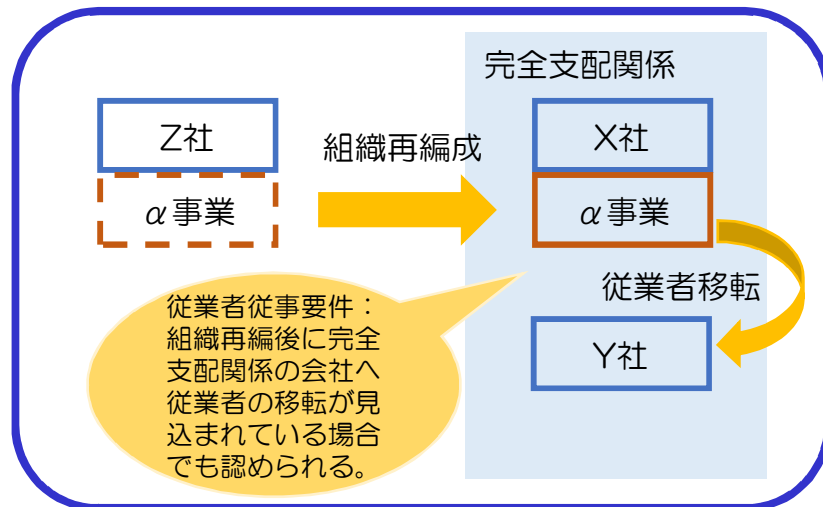 完全支配関係
Z社
組織再編成
X社
α事業
α事業
従業者移転
従業者従事要件：
組織再編後に完全
支配関係の会社へ
従業者の移転が見
込まれている場合
でも認められる。
Y社